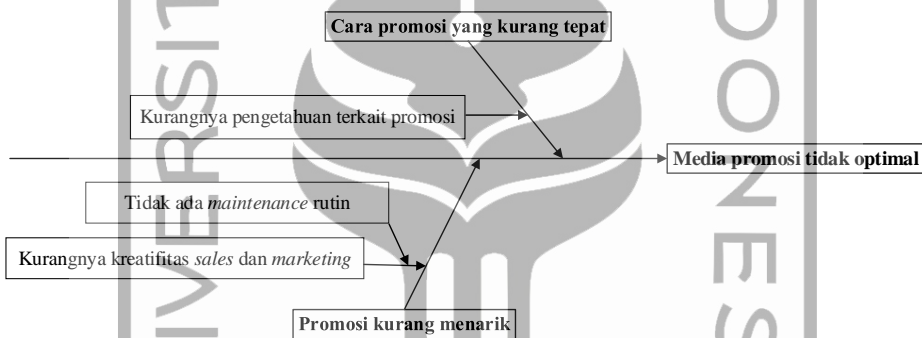 Cara promosi yang kurang tepat
Kurangnya pengetahuan terkait promosi
Media promosi tidak optimal
Tidak ada maintenance rutin
Kurangnya kreatifitas sales dan marketing
Promosi kurang menarik